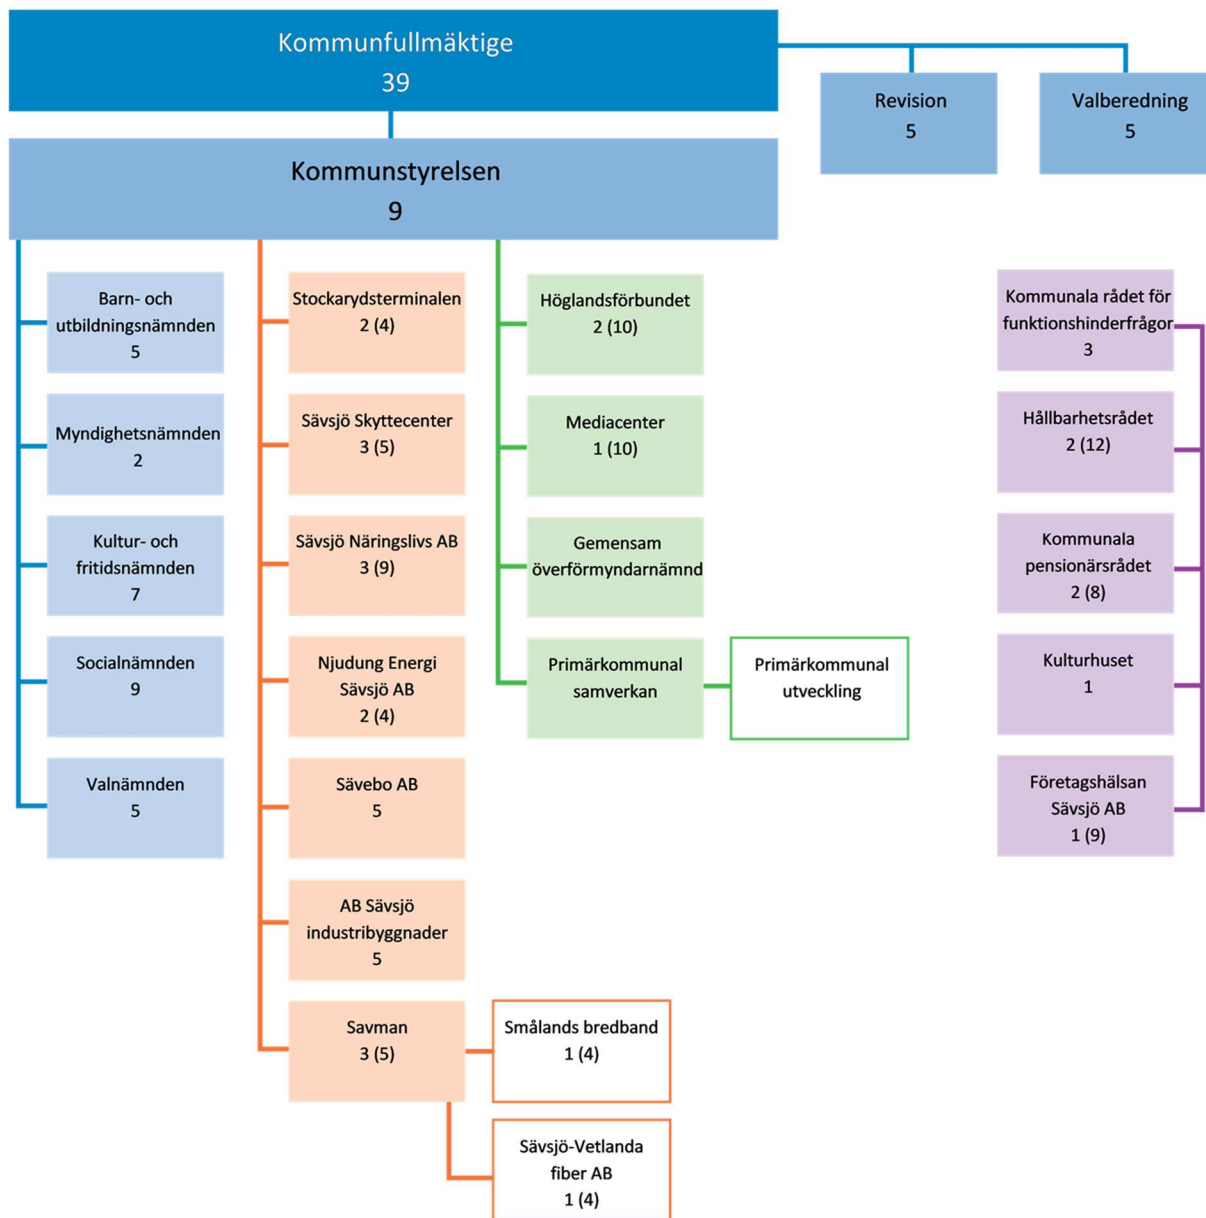 Kommunfullmäktige
39
Revision
5
Valberedning
5
Kommunstyrelsen
9
Barn- och
utbildningsnämnden
5
Myndighetsnämnden
2
Kultur- och
fritidsnämnden
7
Socialnämnden
9
Valnämnden
5
Stockarydsterminalen
2 (4)
Sävsjö Skyttecenter
3 (5)
Sävsjö Näringslivs AB
3 (9)
Njudung Energi
Sävsjö AB
2 (4)
Sävebo AB
5
AB Sävsjö
industribyggnader
5
Savman
3 (5)
Smålands bredband
1 (4)
Sävsjö-Vetlanda
fiber AB
1 (4)
Höglandsförbundet
2 (10)
Mediacenter
1 (10)
Gemensam
överförmyndarnämnd
Primärkommunal
samverkan
Primärkommunal
utveckling
Kommunala rådet för
funktionshinderfrågor
3
Hållbarhetsrådet
2 (12)
Kommunala
pensionärsrådet
2 (8)
Kulturhuset
1
Företagshälsan
Sävsjö AB
1 (9)